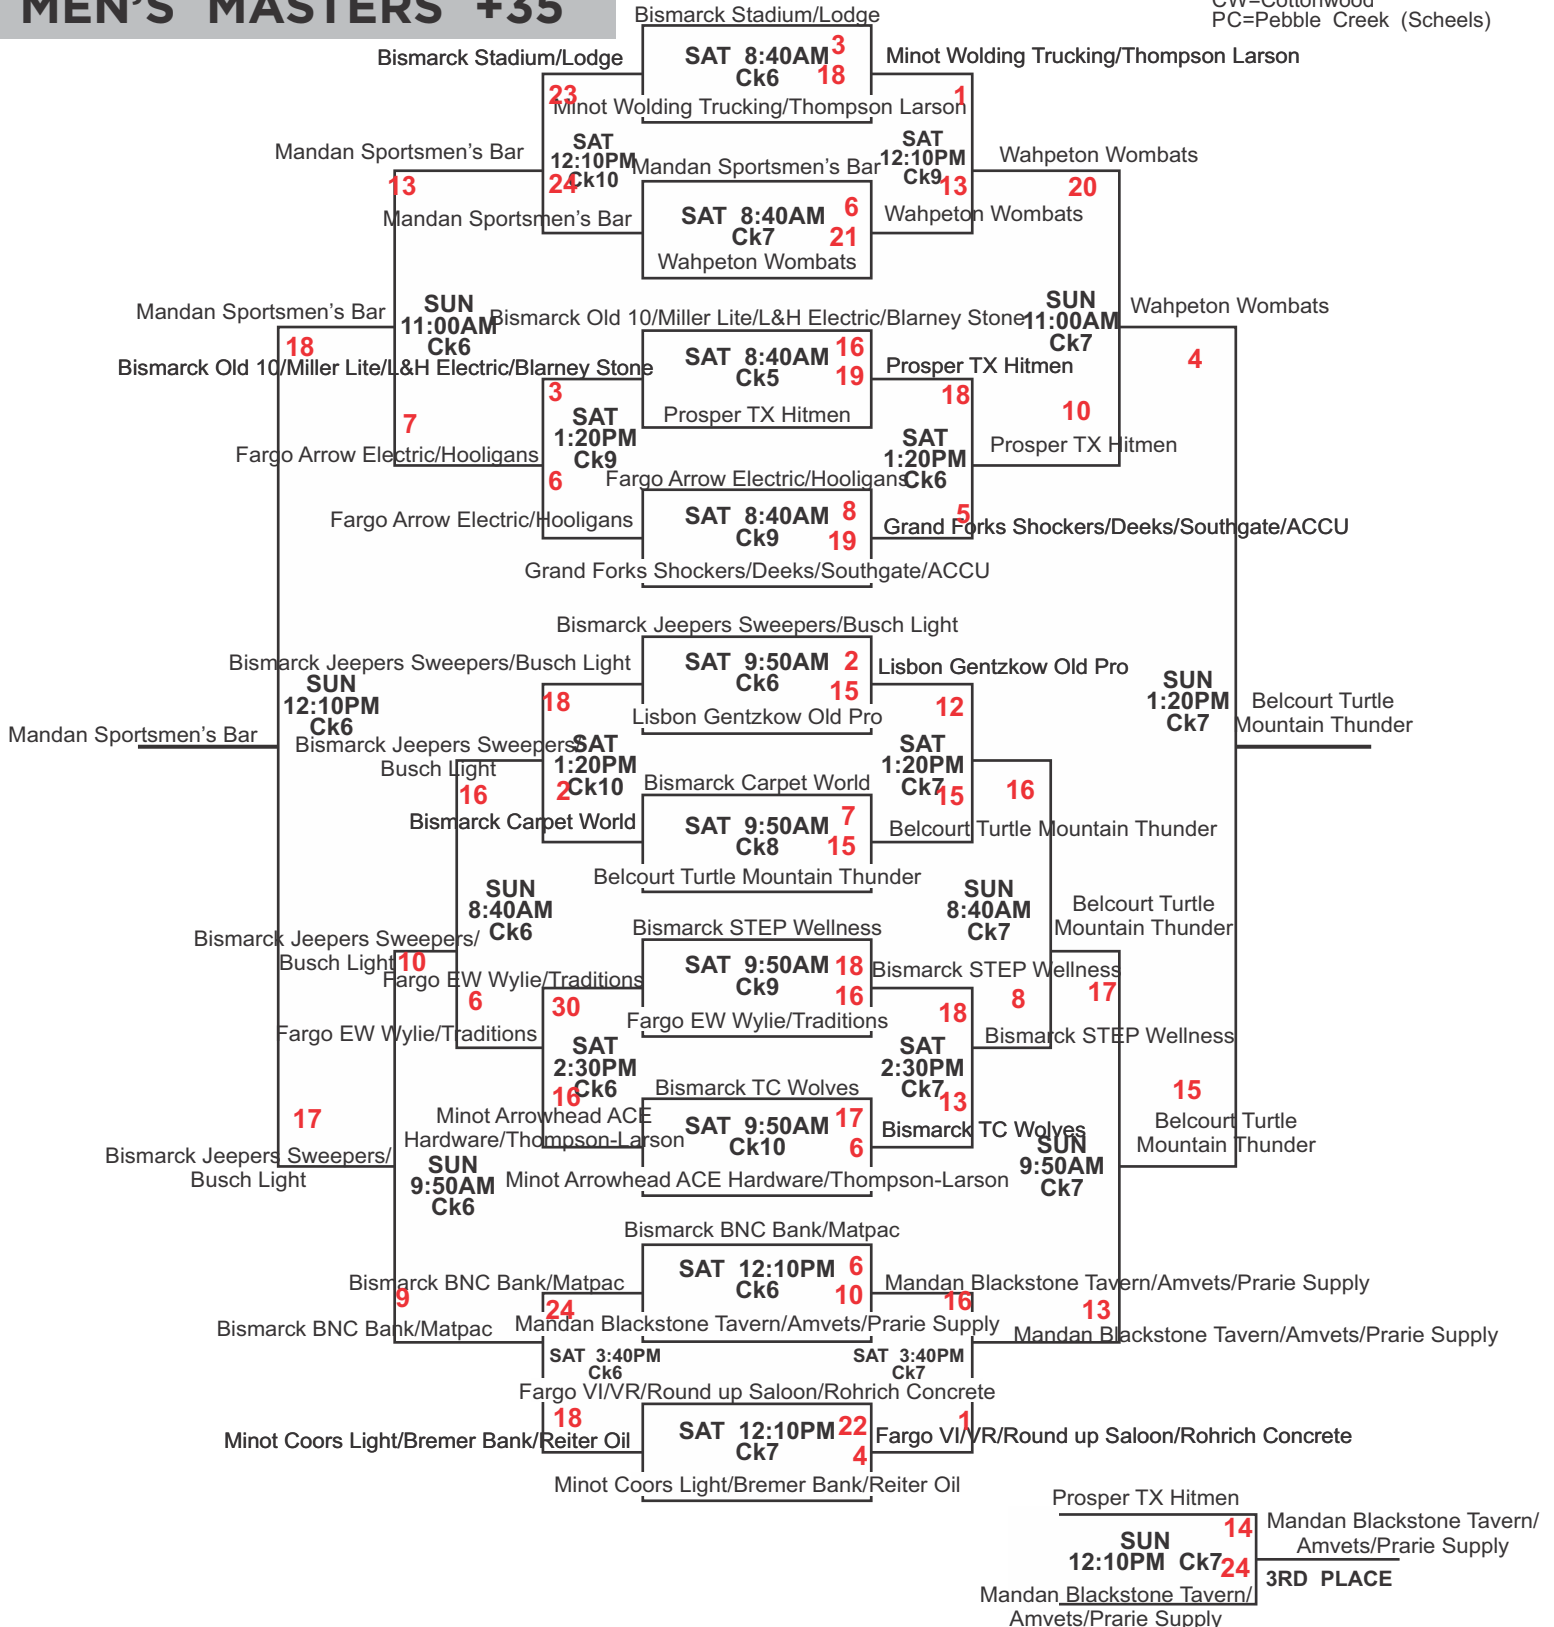 MEN'S MASTERS +35
CW=Cottonwood
PC=Pebble Creek (Scheels)
Bismarck Stadium/Lodge
Bismarck Stadium/Lodge
SAT 8:40AM 3
Ck6 18
Minot Wolding Trucking/Thompson Larson
23
Minot Wolding Trucking/Thompson Larson
1
SAT
12:10PM
Ck10
24
SAT
12:10PM
Ck9
13
Mandan Sportsmen's Bar
Mandan Sportsmen's Bar
Wahpeton Wombats
13
20
Mandan Sportsmen's Bar
SAT 8:40AM 6
Ck7 21
Wahpeton Wombats
Wahpeton Wombats
Mandan Sportsmen's Bar
SUN
11:00AM
Ck6
Bismarck Old 10/Miller Lite/L&H Electric/Blarney Stone
SUN
11:00AM
Ck7
Wahpeton Wombats
18
4
Bismarck Old 10/Miller Lite/L&H Electric/Blarney Stone
SAT 8:40AM 16
Ck5 19
Prosper TX Hitmen
3
18
Prosper TX Hitmen
7
10
SAT
1:20PM
Ck9
6
SAT
1:20PM
Ck6
5
Fargo Arrow Electric/Hooligans
Prosper TX Hitmen
Fargo Arrow Electric/Hooligans
Fargo Arrow Electric/Hooligans
SAT 8:40AM 8
Ck9 19
Grand Forks Shockers/Deeks/Southgate/ACCU
Grand Forks Shockers/Deeks/Southgate/ACCU
Bismarck Jeepers Sweepers/Busch Light
Bismarck Jeepers Sweepers/Busch Light
SAT 9:50AM 2
Ck6 15
Lisbon Gentzkow Old Pro
Lisbon Gentzkow Old Pro
SUN
12:10PM
Ck6
18
12
SUN
1:20PM
Ck7
Belcourt Turtle
Mountain Thunder
Mandan Sportsmen's Bar
Bismarck Jeepers Sweepers/
Busch Light
SAT
1:20PM
Ck10
2
SAT
1:20PM
Ck7
15
16
16
Bismarck Carpet World
Bismarck Carpet World
SAT 9:50AM 7
Ck8 15
Belcourt Turtle Mountain Thunder
Belcourt Turtle Mountain Thunder
SUN
8:40AM
Ck6
SUN
8:40AM
Ck7
Belcourt Turtle
Mountain Thunder
Bismarck STEP Wellness
Bismarck Jeepers Sweepers/
Busch Light
10
17
Fargo EW Wylie/Traditions
SAT 9:50AM 18
Ck9 16
Bismarck STEP Wellness
6
30
18
8
Fargo EW Wylie/Traditions
Fargo EW Wylie/Traditions
Bismarck STEP Wellness
SAT
2:30PM
Ck6
16
SAT
2:30PM
Ck7
13
Bismarck TC Wolves
17
15
Minot Arrowhead ACE
Hardware/Thompson-Larson
SAT 9:50AM 17
Ck10 6
Bismarck TC Wolves
Belcourt Turtle
Mountain Thunder
Bismarck Jeepers Sweepers/
Busch Light
SUN
9:50AM
Ck6
SUN
9:50AM
Ck7
Minot Arrowhead ACE Hardware/Thompson-Larson
Bismarck BNC Bank/Matpac
Bismarck BNC Bank/Matpac
SAT 12:10PM 6
Ck6 10
Mandan Blackstone Tavern/Amvets/Prarie Supply
9
24
16
13
Mandan Blackstone Tavern/Amvets/Prarie Supply
Bismarck BNC Bank/Matpac
Mandan Blackstone Tavern/Amvets/Prarie Supply
SAT 3:40PM
Ck6
SAT 3:40PM
Ck7
Fargo VI/VR/Round up Saloon/Rohrich Concrete
18
1
Minot Coors Light/Bremer Bank/Reiter Oil
SAT 12:10PM 22
Ck7 4
Fargo VI/VR/Round up Saloon/Rohrich Concrete
Minot Coors Light/Bremer Bank/Reiter Oil
Prosper TX Hitmen
14
SUN
12:10PM Ck7
24
Mandan Blackstone Tavern/
Amvets/Prarie Supply
3RD PLACE
Mandan Blackstone Tavern/
Amvets/Prarie Supply